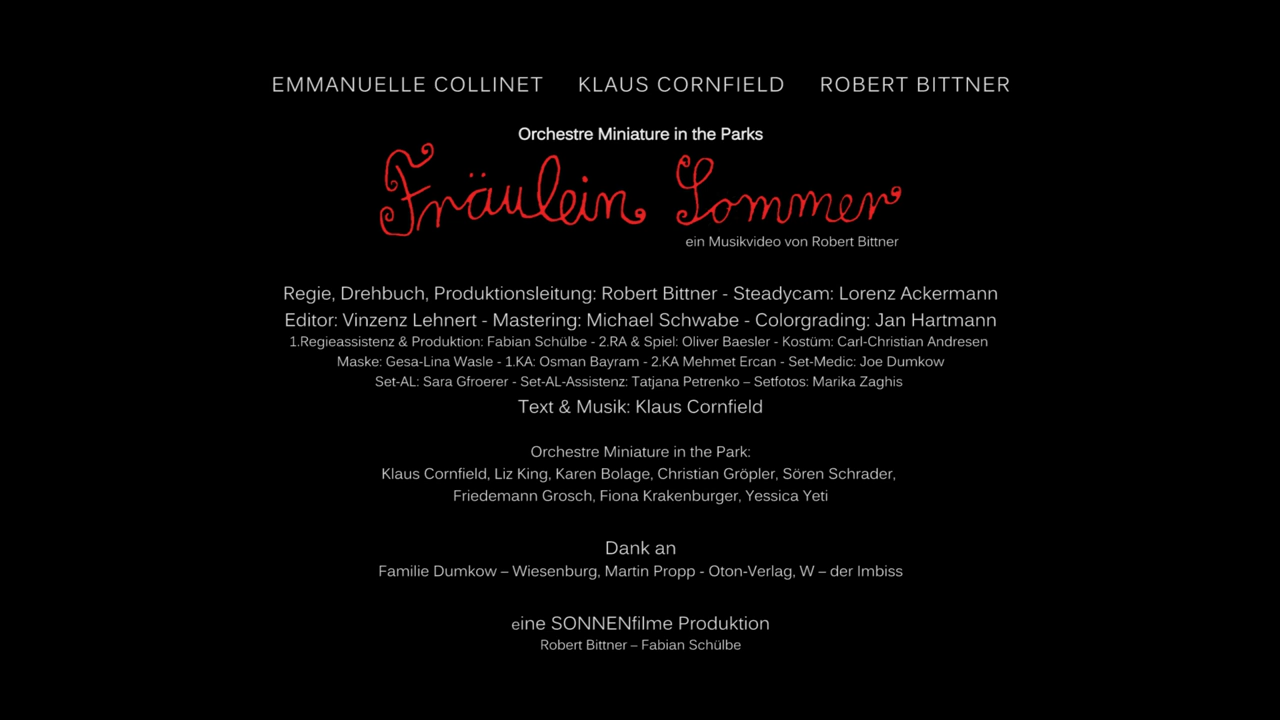 EMMANUELLE COLLINET KLAUS CORNFIELD ROBERT BITTNER
Orchestre Miniature in the Parks
Fräulein Sommer
ein Musikvideo von Robert Bittner
Regie, Drehbuch, Produktionsleitung: Robert Bittner - Steadycam: Lorenz Ackermann
Editor: Vinzenz Lehnert - Mastering: Michael Schwabe - Colorgrading: Jan Hartmann
1.Regieassistenz & Produktion: Fabian Schülbe - 2.RA & Spiel: Oliver Baesler - Kostüm: Carl-Christian Andresen
Maske: Gesa-Lina Wasle - 1.KA: Osman Bayram - 2.KA Mehmet Ercan - Set-Medic: Joe Dumkow
Set-AL: Sara Gfroerer - Set-AL-Assistenz: Tatjana Petrenko – Setfotos: Marika Zaghis
Text & Musik: Klaus Cornfield
Orchestre Miniature in the Park:
Klaus Cornfield, Liz King, Karen Bolage, Christian Gröpler, Sören Schrader,
Friedemann Grosch, Fiona Krakenburger, Yessica Yeti
Dank an
Familie Dumkow – Wiesenburg, Martin Propp - Oton-Verlag, W – der Imbiss
eine SONNENfilme Produktion
Robert Bittner – Fabian Schülbe